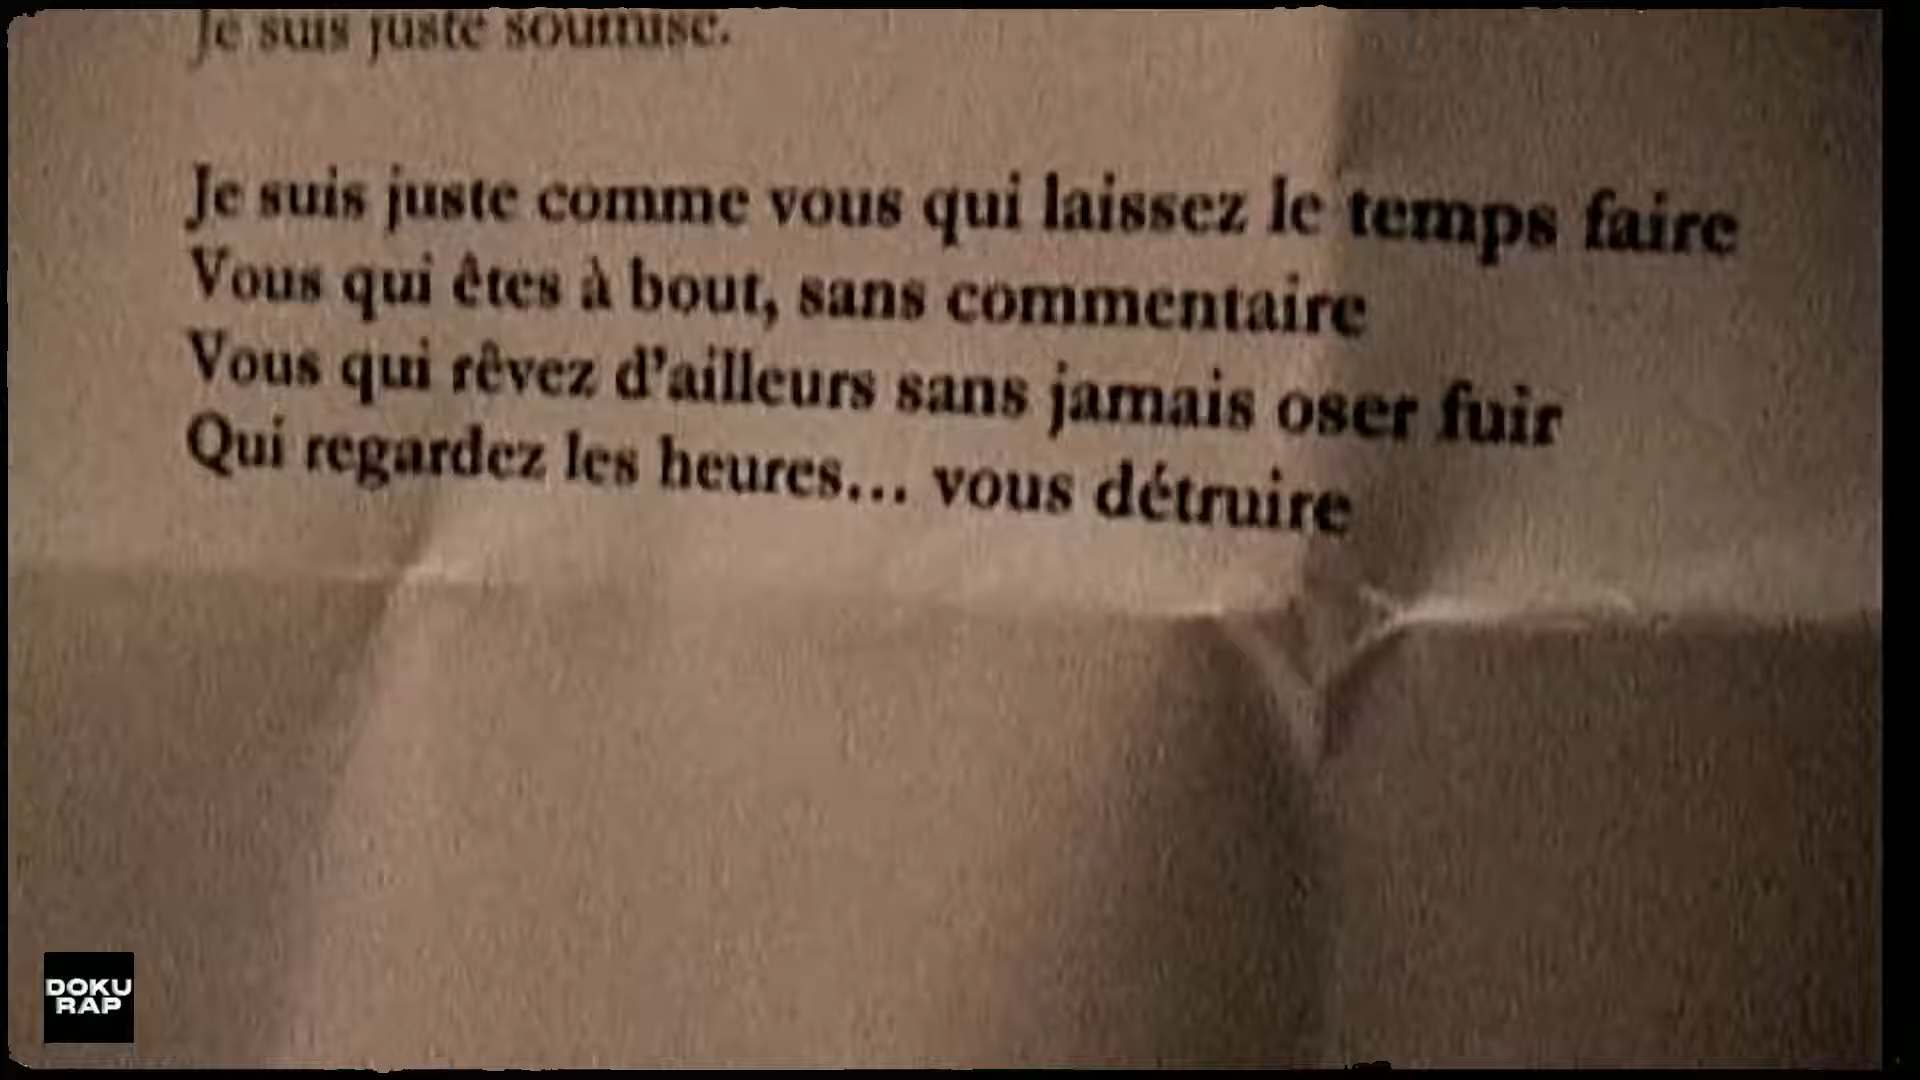 Je suis juste soumise.
Je suis juste comme vous qui laissez le temps faire
Vous qui êtes à bout, sans commentaire
Vous qui rêvez d'ailleurs sans jamais oser fuir
Qui regardez les heures... vous détruire
DOKU
RAP